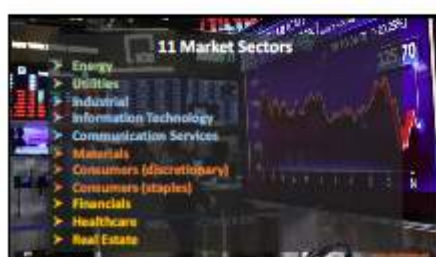 11 Market Sectors
➤ Energy
➤ Utilities
➤ Industrial
➤ Information Technology
➤ Communication Services
➤ Materials
➤ Consumers (discretionary)
➤ Consumers (staples)
➤ Financials
➤ Healthcare
➤ Real Estate
70